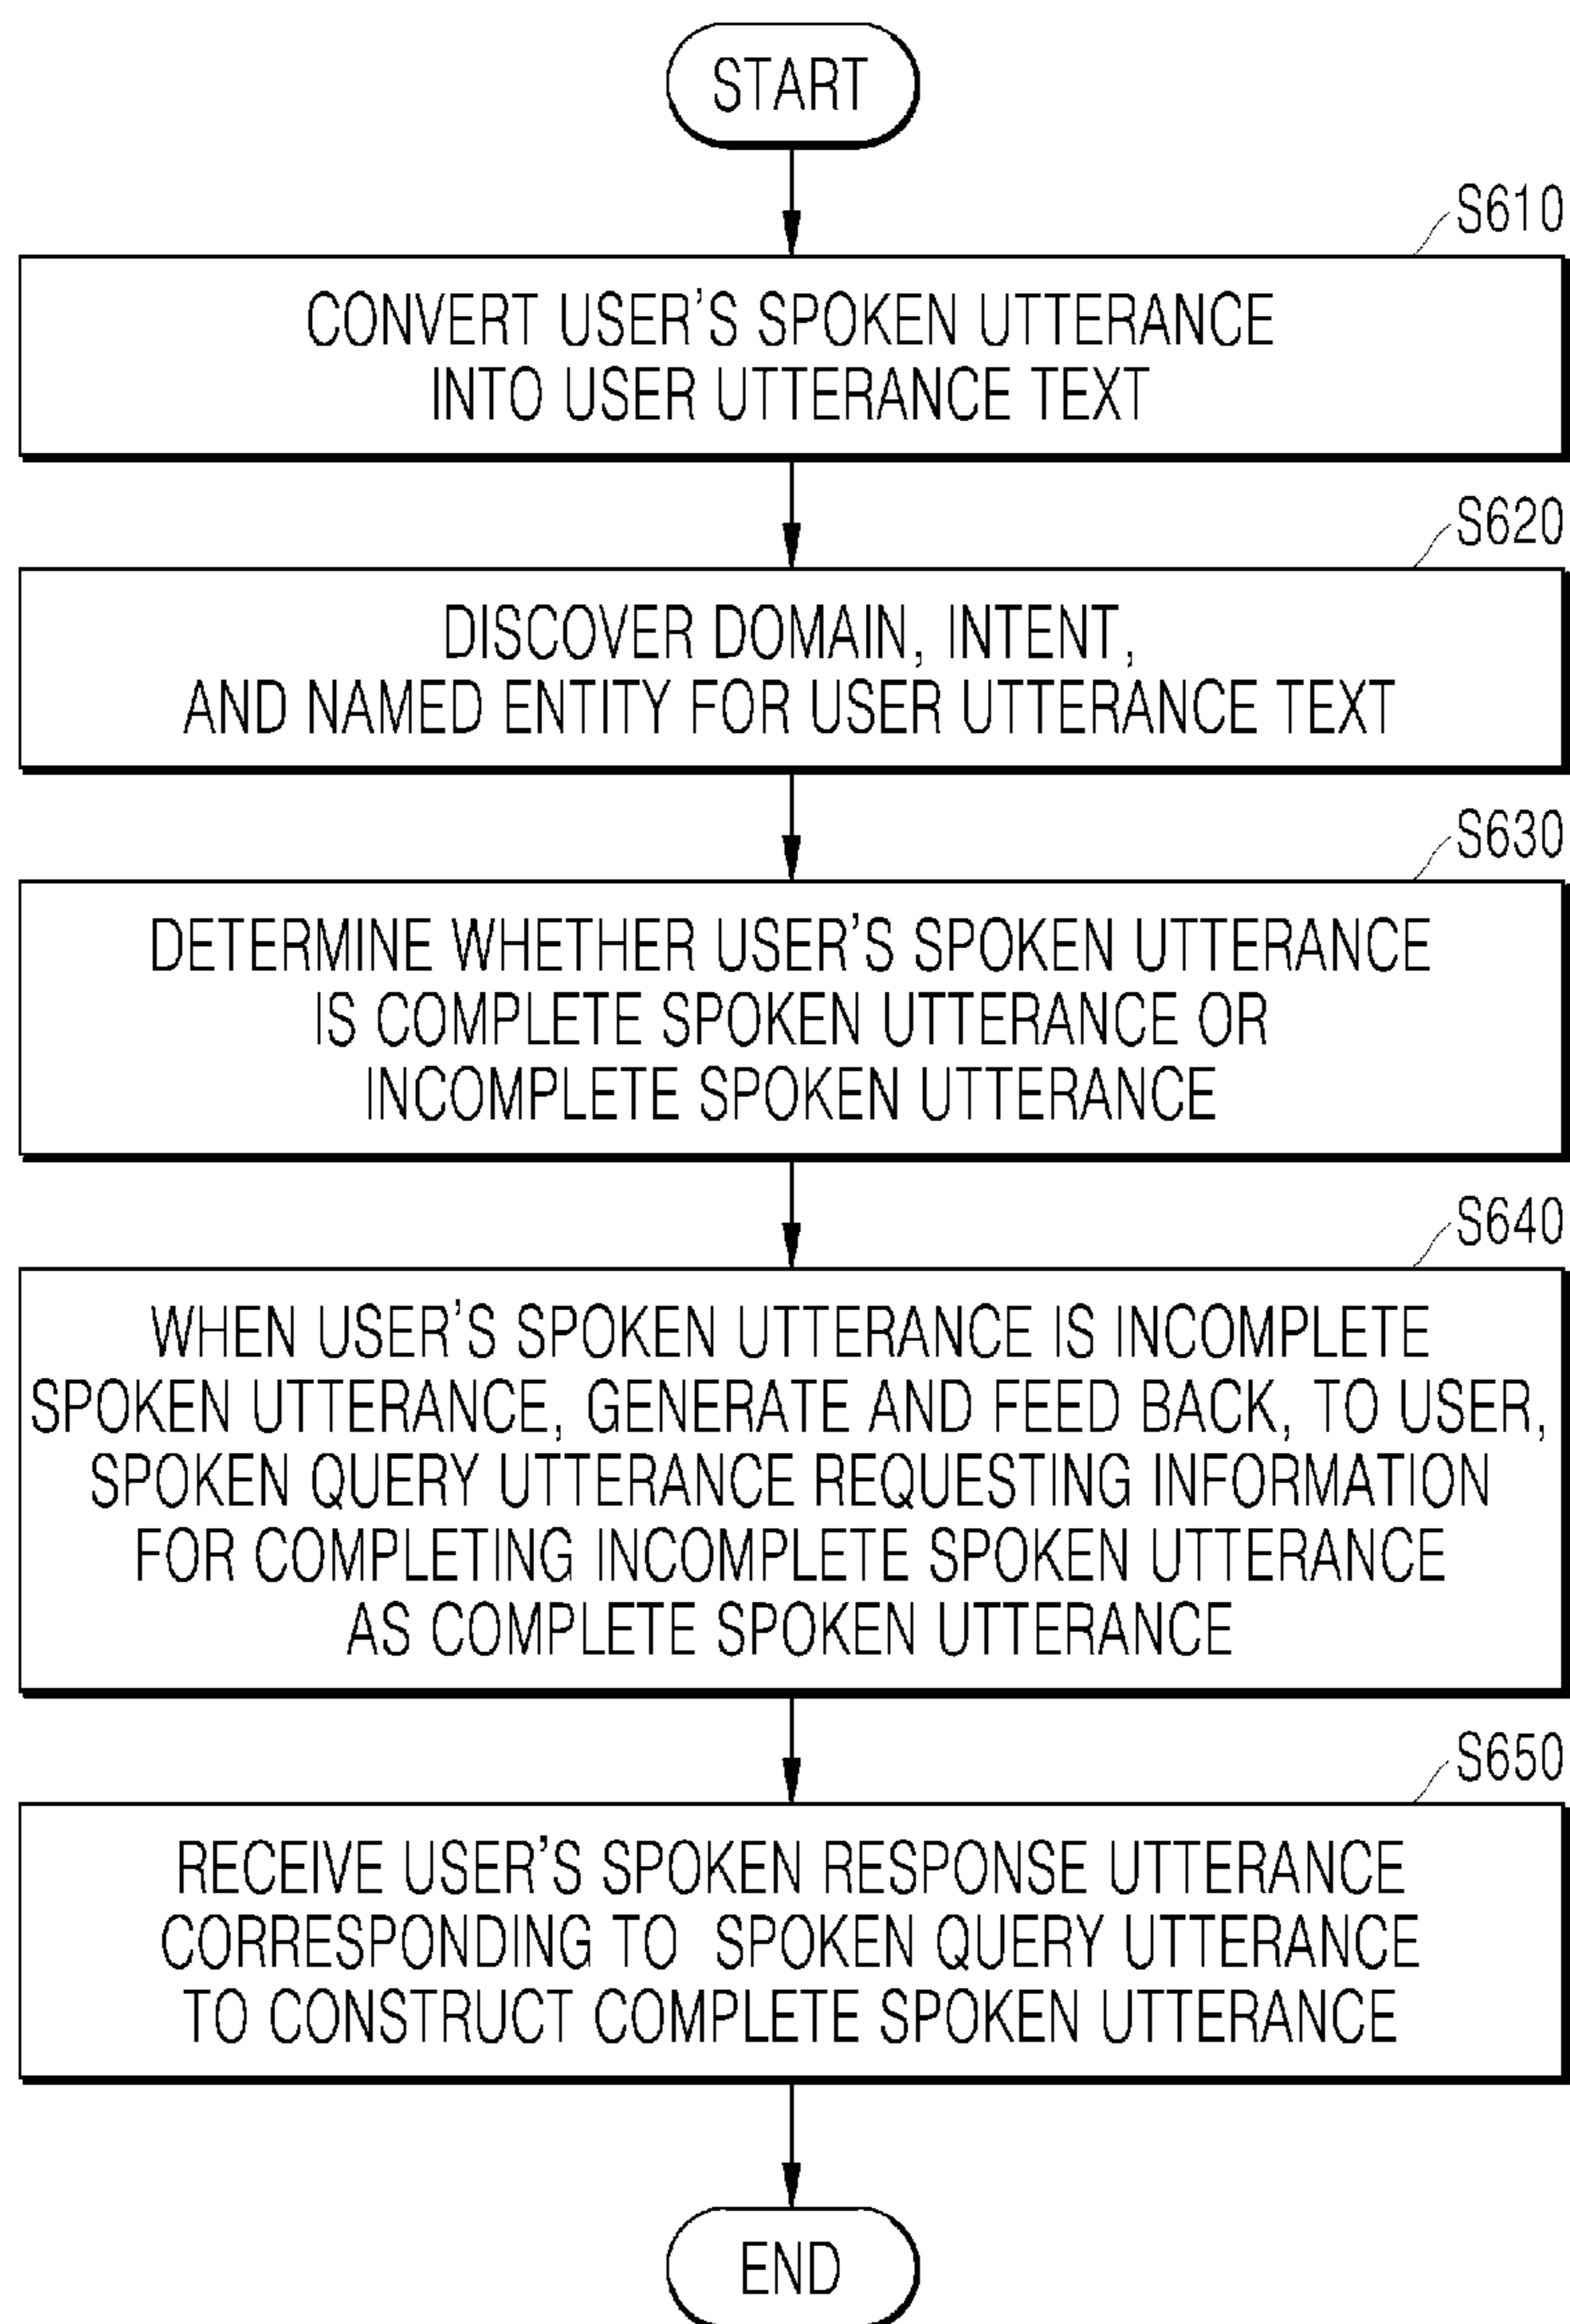 START
S610
CONVERT USER'S SPOKEN UTTERANCE
INTO USER UTTERANCE TEXT
S620
DISCOVER DOMAIN, INTENT,
AND NAMED ENTITY FOR USER UTTERANCE TEXT
S630
DETERMINE WHETHER USER'S SPOKEN UTTERANCE
IS COMPLETE SPOKEN UTTERANCE OR
INCOMPLETE SPOKEN UTTERANCE
S640
WHEN USER'S SPOKEN UTTERANCE IS INCOMPLETE
SPOKEN UTTERANCE, GENERATE AND FEED BACK, TO USER,
SPOKEN QUERY UTTERANCE REQUESTING INFORMATION
FOR COMPLETING INCOMPLETE SPOKEN UTTERANCE
AS COMPLETE SPOKEN UTTERANCE
S650
RECEIVE USER'S SPOKEN RESPONSE UTTERANCE
CORRESPONDING TO SPOKEN QUERY UTTERANCE
TO CONSTRUCT COMPLETE SPOKEN UTTERANCE
END